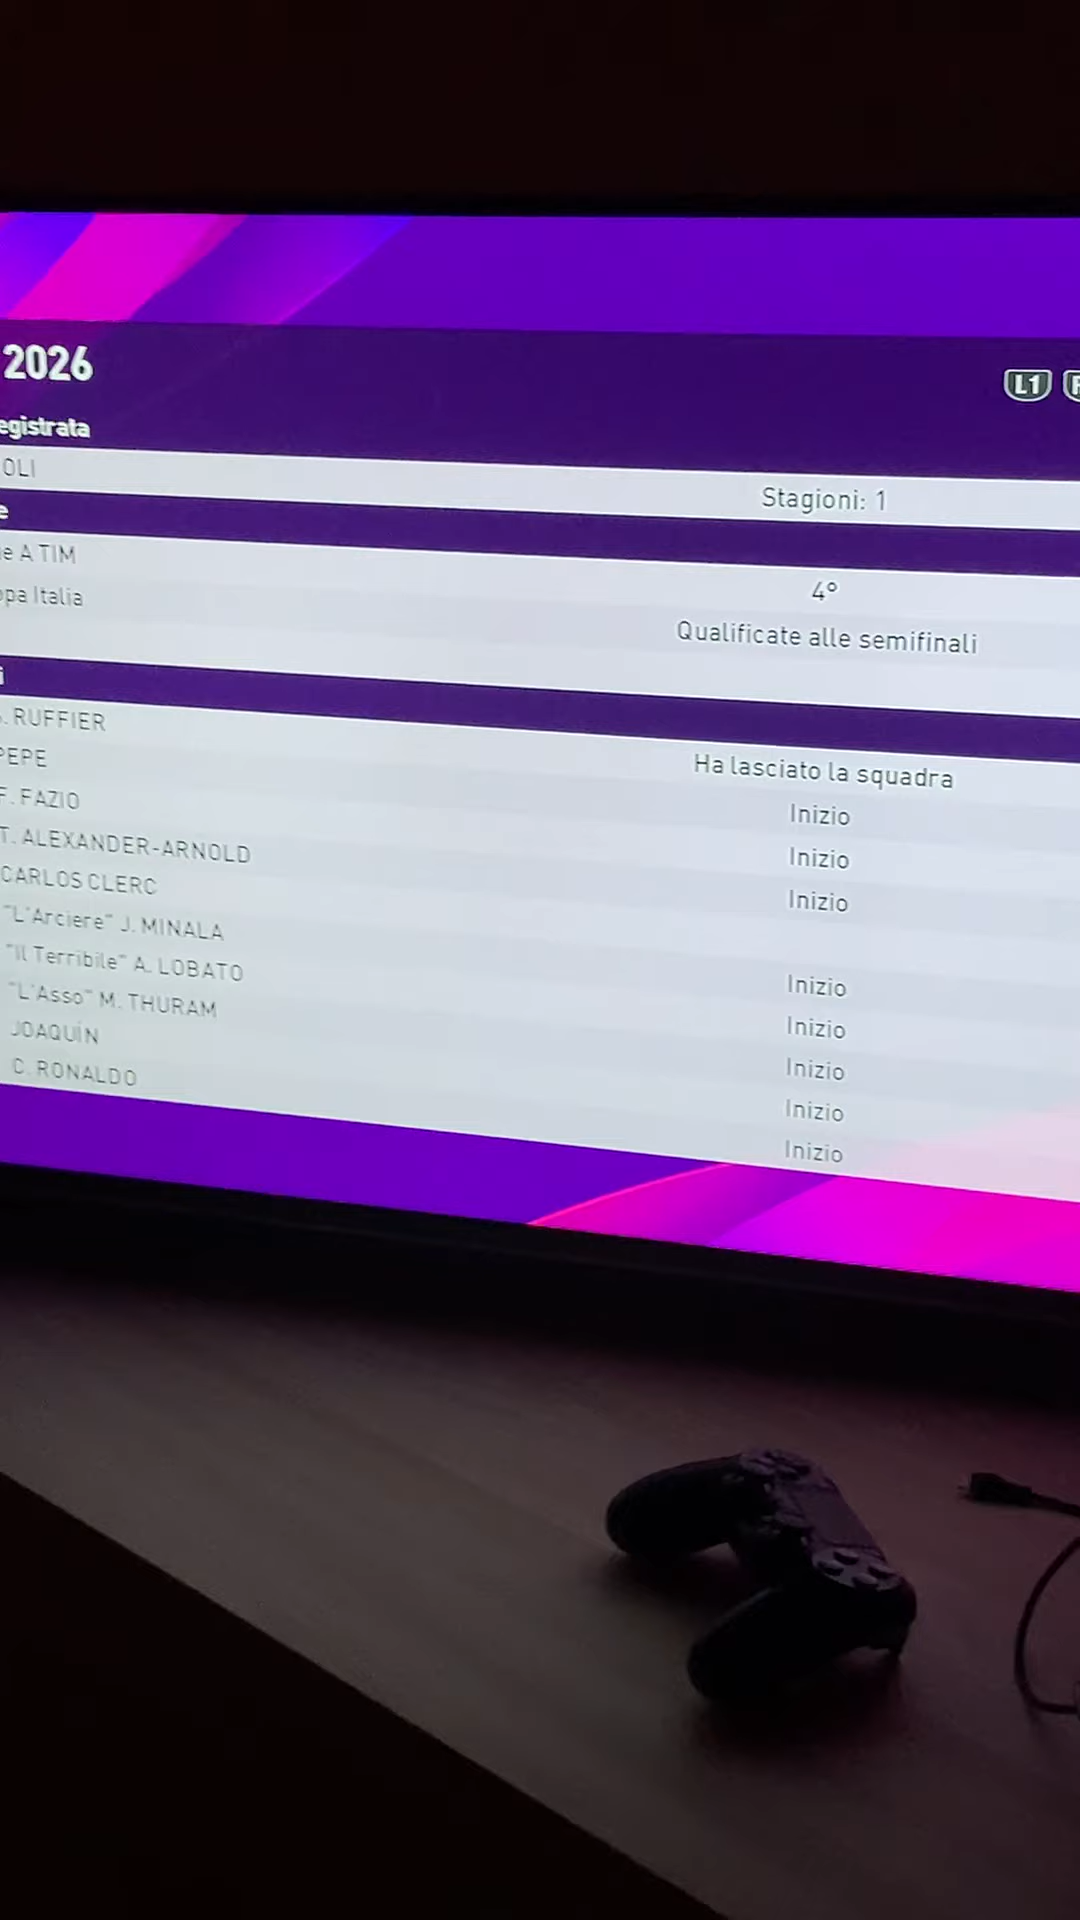 2026
L1
egistrata
OLI Stagioni: 1
e
e A TIM 4°
opa Italia Qualificate alle semifinali
i
. RUFFIER Ha lasciato la squadra
PEPE Inizio
F. FAZIO Inizio
T. ALEXANDER-ARNOLD Inizio
CARLOS CLERC
"L'Arciere" J. MINALA Inizio
"Il Terribile" A. LOBATO Inizio
"L'Asso" M. THURAM Inizio
JOAQUÍN Inizio
C. RONALDO Inizio